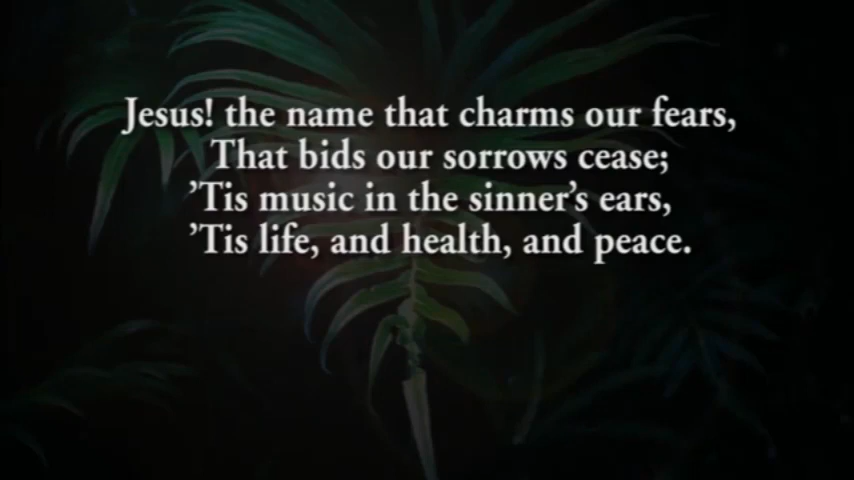 Jesus! the name that charms our fears,
That bids our sorrows cease;
’Tis music in the sinner’s ears,
’Tis life, and health, and peace.